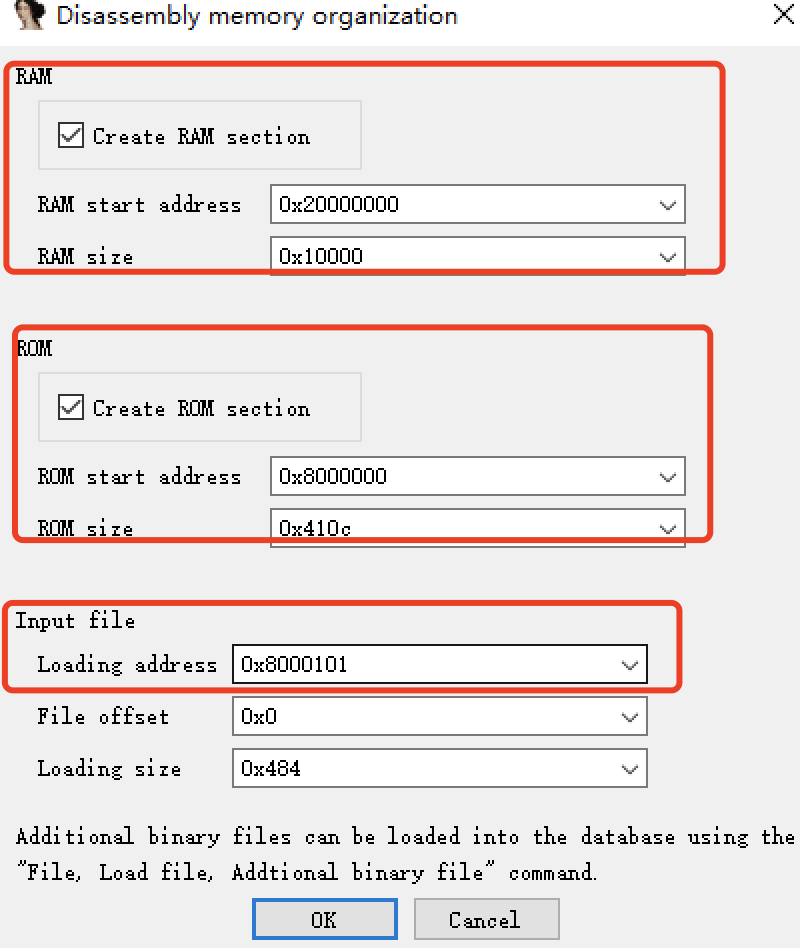 Disassembly memory organization
RAM
Create RAM section
RAM start address 0x20000000
RAM size 0x10000
ROM
Create ROM section
ROM start address 0x8000000
ROM size 0x410c
Input file
Loading address 0x8000101
File offset 0x0
Loading size 0x484
Additional binary files can be loaded into the database using the
"File, Load file, Addtional binary file" command.
OK Cancel